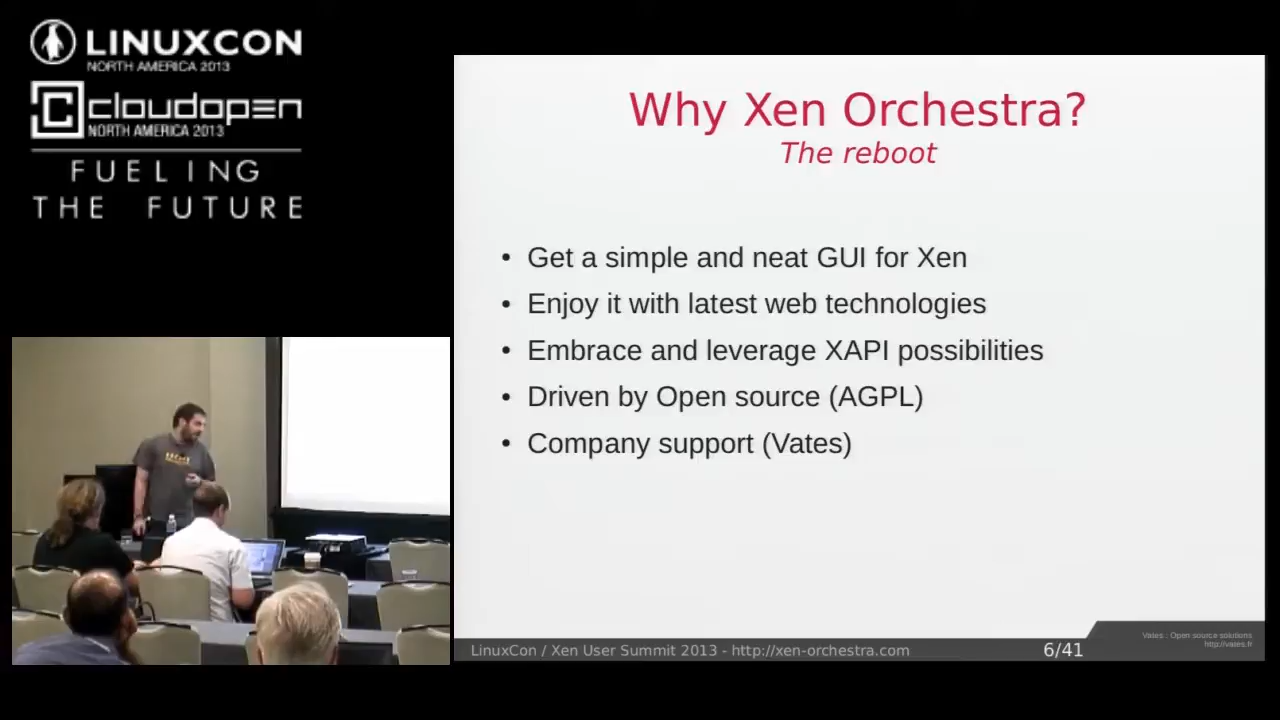 LINUXCON
NORTH AMERICA 2013
cloudopen
NORTH AMERICA 2013
FUELING
THE FUTURE
Why Xen Orchestra?
The reboot
• Get a simple and neat GUI for Xen
• Enjoy it with latest web technologies
• Embrace and leverage XAPI possibilities
• Driven by Open source (AGPL)
• Company support (Vates)
LinuxCon / Xen User Summit 2013 - http://xen-orchestra.com
6/41
Vates : Open source solutions
http://vates.fr